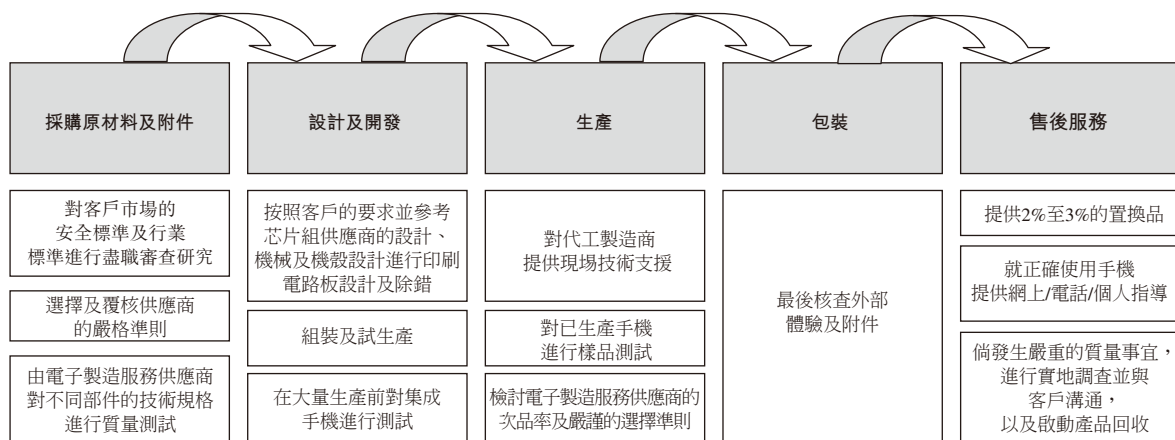 採購原材料及附件
對客戶市場的
安全標準及行業
標準進行盡職審查研究
選擇及覆核供應商
的嚴格準則
由電子製造服務供應商
對不同部件的技術規格
進行質量測試
設計及開發
按照客戶的要求並參考
芯片組供應商的設計、
機械及機殼設計進行印刷
電路板設計及除錯
組裝及試生產
在大量生產前對集成
手機進行測試
生產
對代工製造商
提供現場技術支援
對已生產手機
進行樣品測試
檢討電子製造服務供應商的
次品率及嚴謹的選擇準則
包裝
最後核查外部
體驗及附件
售後服務
提供2%至3%的置換品
就正確使用手機
提供網上/電話/個人指導
倘發生嚴重的質量事宜，
進行實地調查並與
客戶溝通，
以及啟動產品回收